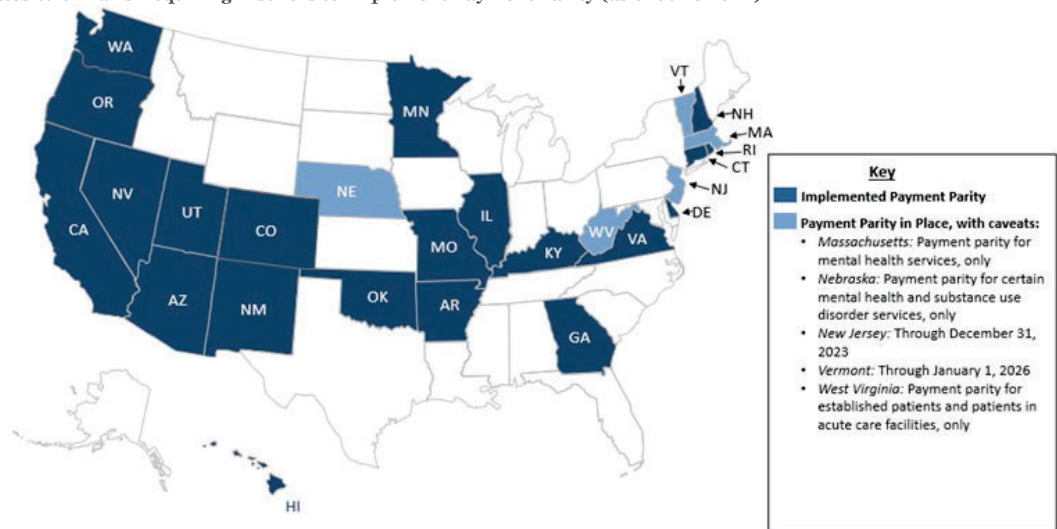 WA
OR
CA
NV
UT
AZ
CO
NM
NE
MN
IL
MO
OK
AR
KY
WV
VA
GA
HI
VT
NH
MA
RI
CT
NJ
DE
Key
Implemented Payment Parity
Payment Parity in Place, with caveats:
• Massachusetts: Payment parity for
mental health services, only
• Nebraska: Payment parity for certain
mental health and substance use
disorder services, only
• New Jersey: Through December 31,
2023
• Vermont: Through January 1, 2026
• West Virginia: Payment parity for
established patients and patients in
acute care facilities, only